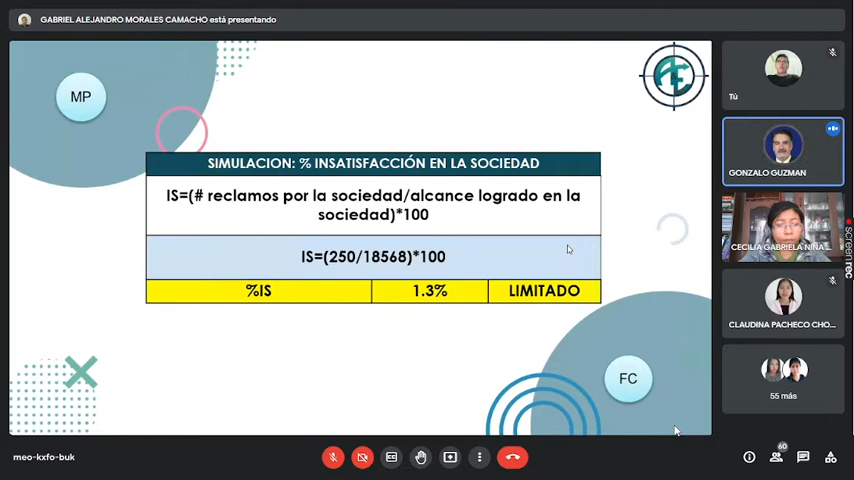 GABRIEL ALEJANDRO MORALES CAMACHO está presentando
MP
SIMULACION: % INSATISFACCIÓN EN LA SOCIEDAD
IS=(# reclamos por la sociedad/alcance logrado en la
sociedad)*100
IS=(250/18568)*100
%IS 1.3% LIMITADO
FC
Tú
GONZALO GUZMAN
CECILIA GABRIELA NINA ...
CLAUDINA PACHECO CHO...
55 más
screenrec
meo-kxfo-buk
60